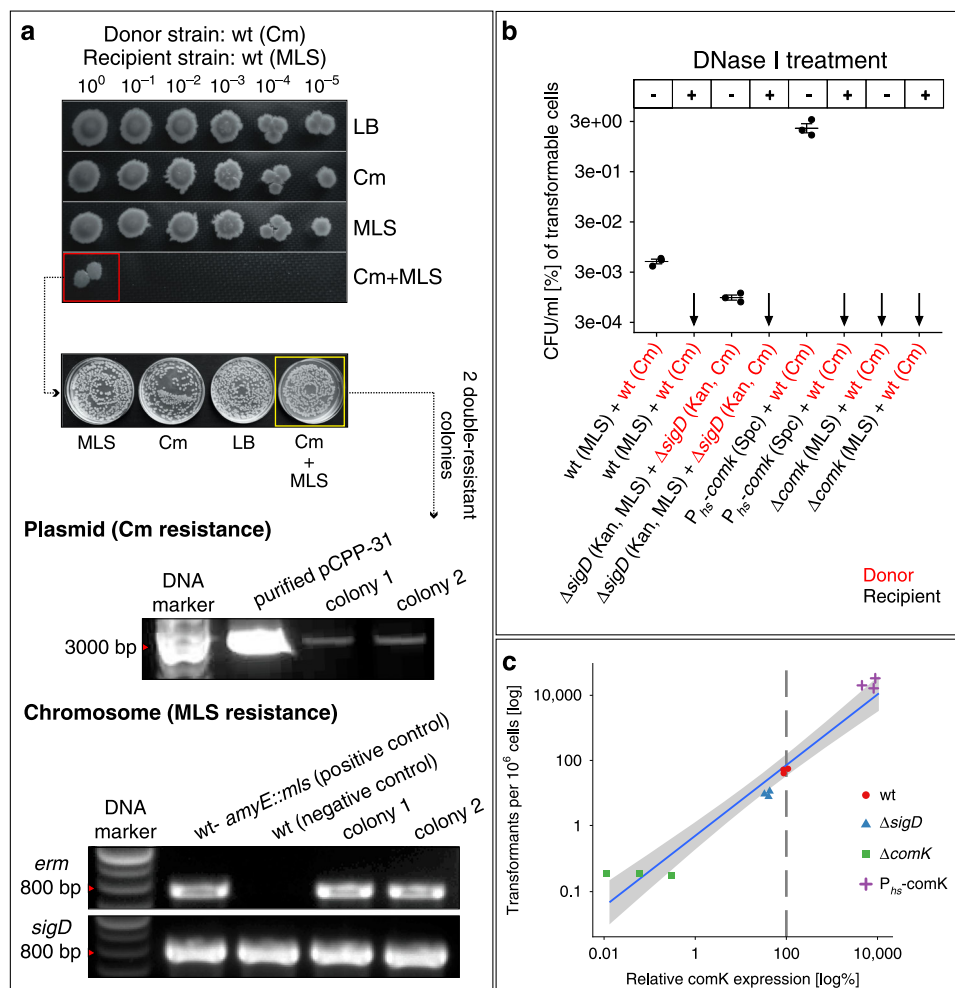 a
Donor strain: wt (Cm)
Recipient strain: wt (MLS)
10⁰ 10⁻¹ 10⁻² 10⁻³ 10⁻⁴ 10⁻⁵
LB
Cm
MLS
Cm+MLS
MLS Cm LB Cm + MLS
2 double-resistant colonies
Plasmid (Cm resistance)
DNA marker
purified pCPP-31
colony 1
colony 2
3000 bp
Chromosome (MLS resistance)
DNA marker
wt- amyE::mls (positive control)
wt (negative control)
colony 1
colony 2
erm
800 bp
sigD
800 bp
b
DNase I treatment
- + - + - + - +
CFU/ml [%] of transformable cells
3e+00
3e-01
3e-02
3e-03
3e-04
wt (MLS) + wt (Cm)
wt (MLS) + wt (Cm)
ΔsigD (Kan, MLS) + ΔsigD (Kan, Cm)
ΔsigD (Kan, MLS) + ΔsigD (Kan, Cm)
Phs-comk (Spc) + wt (Cm)
Phs-comk (Spc) + wt (Cm)
Δcomk (MLS) + wt (Cm)
Δcomk (MLS) + wt (Cm)
Donor
Recipient
c
Transformants per 10⁶ cells [log]
10,000
100
1
0.1
0.01 1 100 10,000
Relative comK expression [log%]
wt
ΔsigD
ΔcomK
Phs-comK